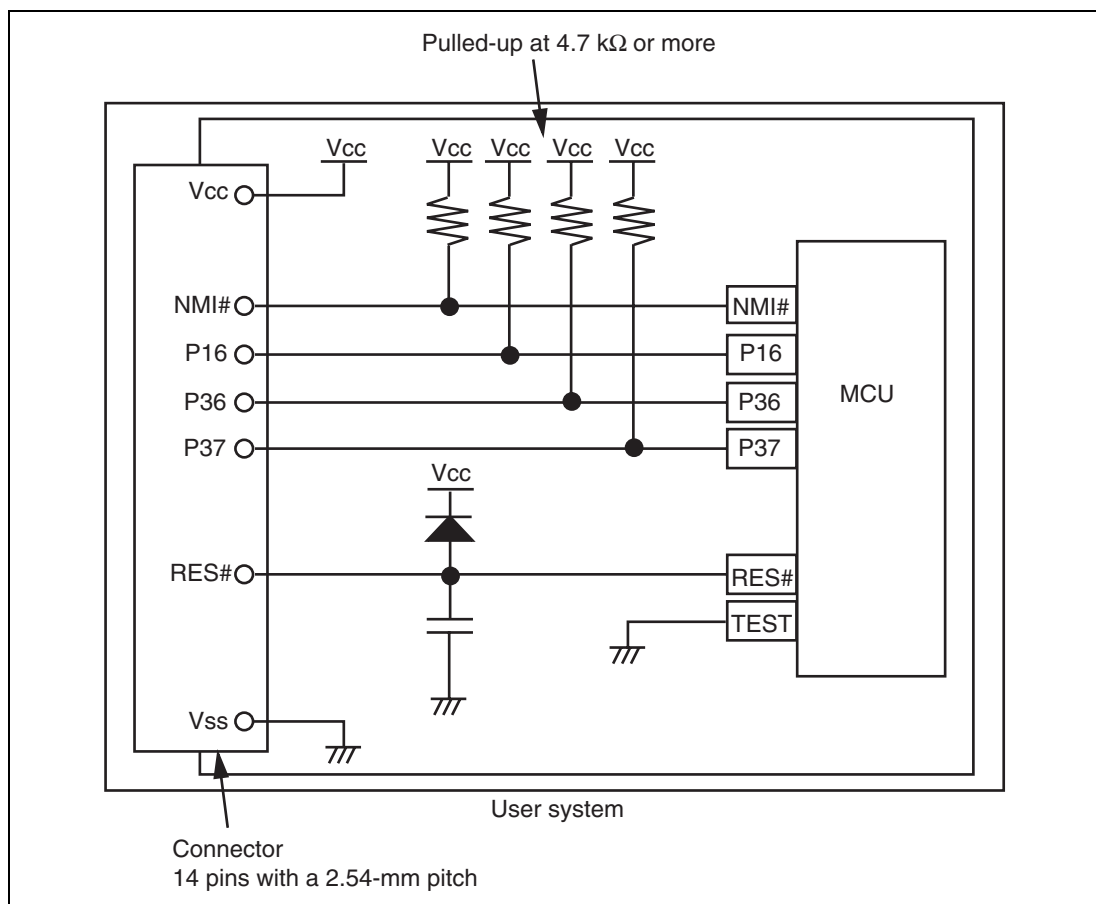 Pulled-up at 4.7 kΩ or more
Vcc
Vcc Vcc Vcc Vcc
Vcc
NMI#
NMI#
P16
P16
P36
P36
MCU
P37
P37
Vcc
RES#
RES#
TEST
Vss
User system
Connector
14 pins with a 2.54-mm pitch